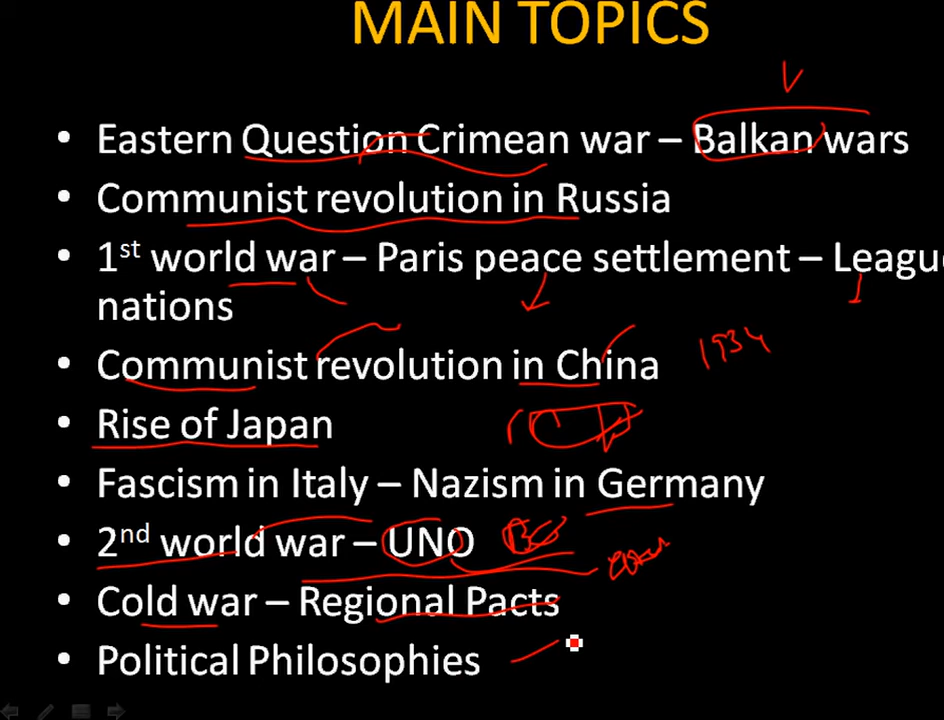 MAIN TOPICS
• Eastern Question Crimean war – Balkan wars
• Communist revolution in Russia
• 1st world war – Paris peace settlement – Leagu
nations
• Communist revolution in China 1934
• Rise of Japan
• Fascism in Italy – Nazism in Germany
• 2nd world war – UNO
• Cold war – Regional Pacts
• Political Philosophies